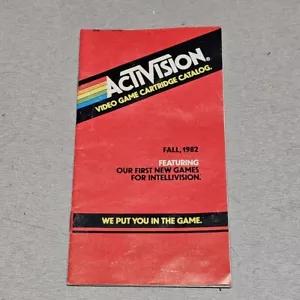 ACTIVISION®
VIDEO GAME CARTRIDGE CATALOG.
FALL, 1982
FEATURING
OUR FIRST NEW GAMES
FOR INTELLIVISION.
WE PUT YOU IN THE GAME.